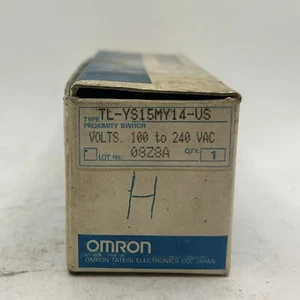 TYPE TL-YS15MY14-US
PROXIMITY SWITCH
VOLTS. 100 to 240 VAC
LOT No. 08Z8A QTY. 1
H
OMRON
OMRON TATEISI ELECTRONICS CO. JAPAN